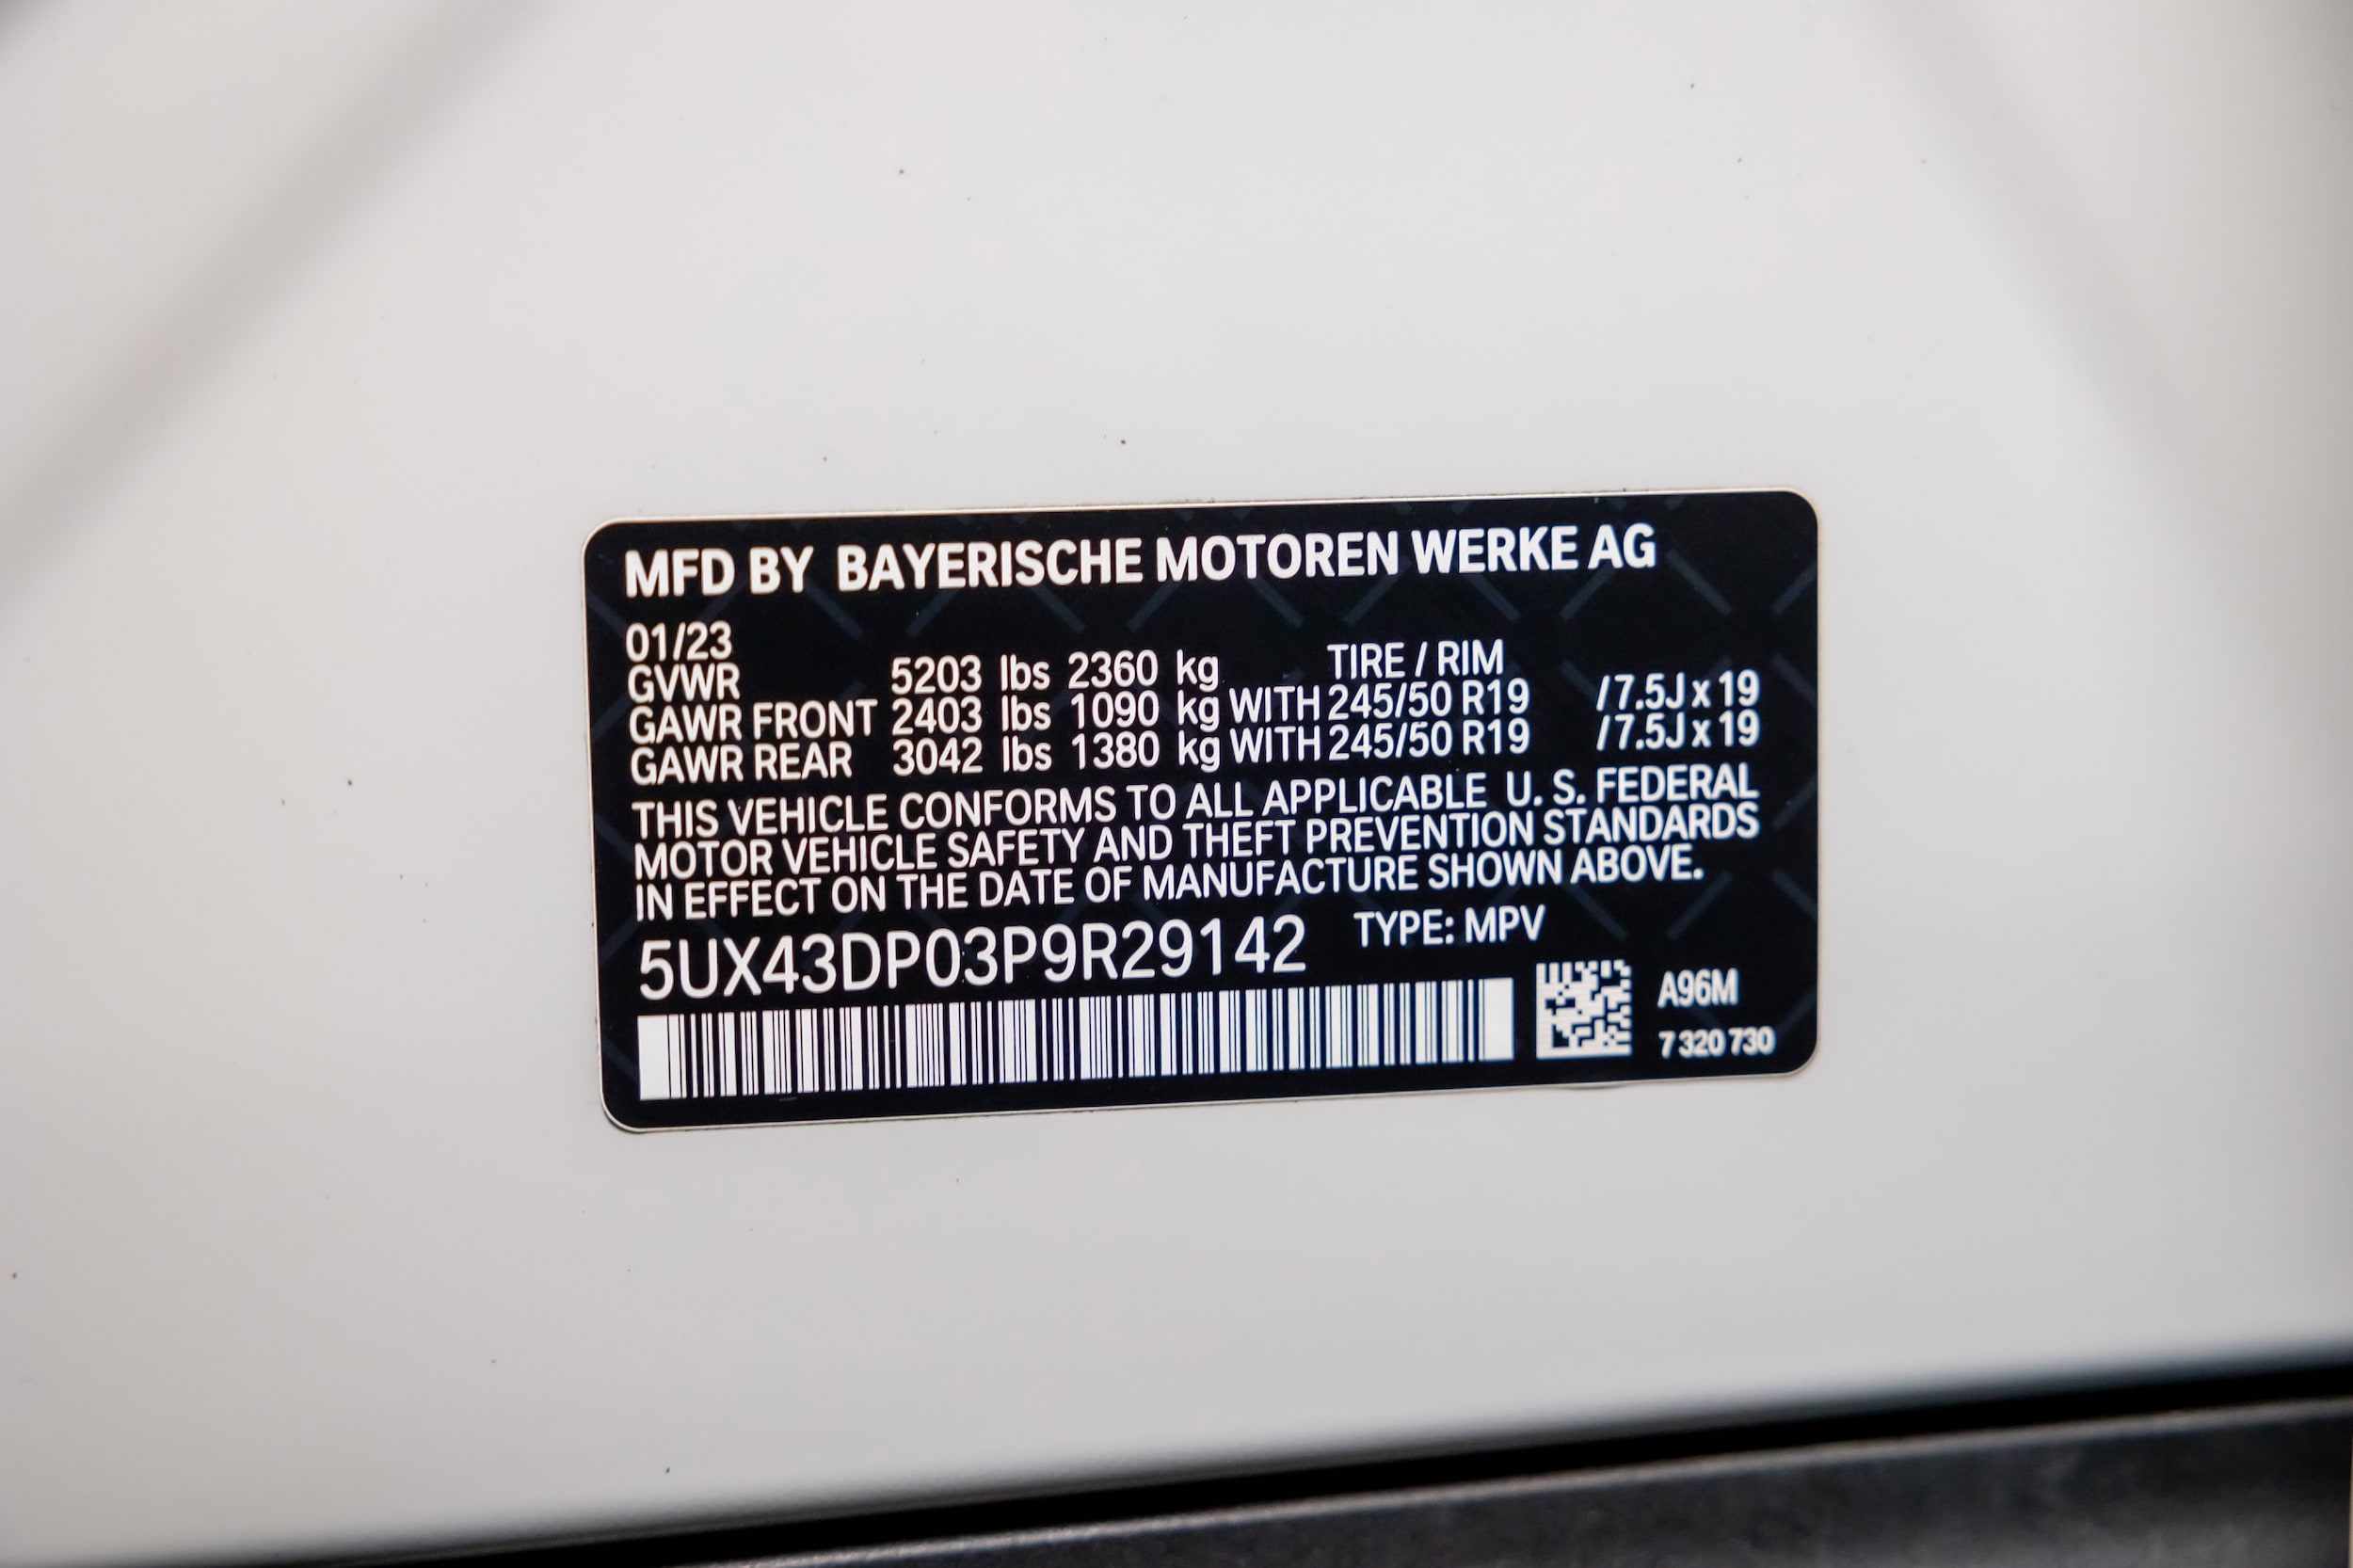 MFD BY BAYERISCHE MOTOREN WERKE AG
01/23
TIRE / RIM
GVWR 5203 lbs 2360 kg
GAWR FRONT 2403 lbs 1090 kg WITH 245/50 R19 /7.5J x 19
GAWR REAR 3042 lbs 1380 kg WITH 245/50 R19 /7.5J x 19
THIS VEHICLE CONFORMS TO ALL APPLICABLE U. S. FEDERAL
MOTOR VEHICLE SAFETY AND THEFT PREVENTION STANDARDS
IN EFFECT ON THE DATE OF MANUFACTURE SHOWN ABOVE.
5UX43DP03P9R29142 TYPE: MPV
A96M
7 320 730